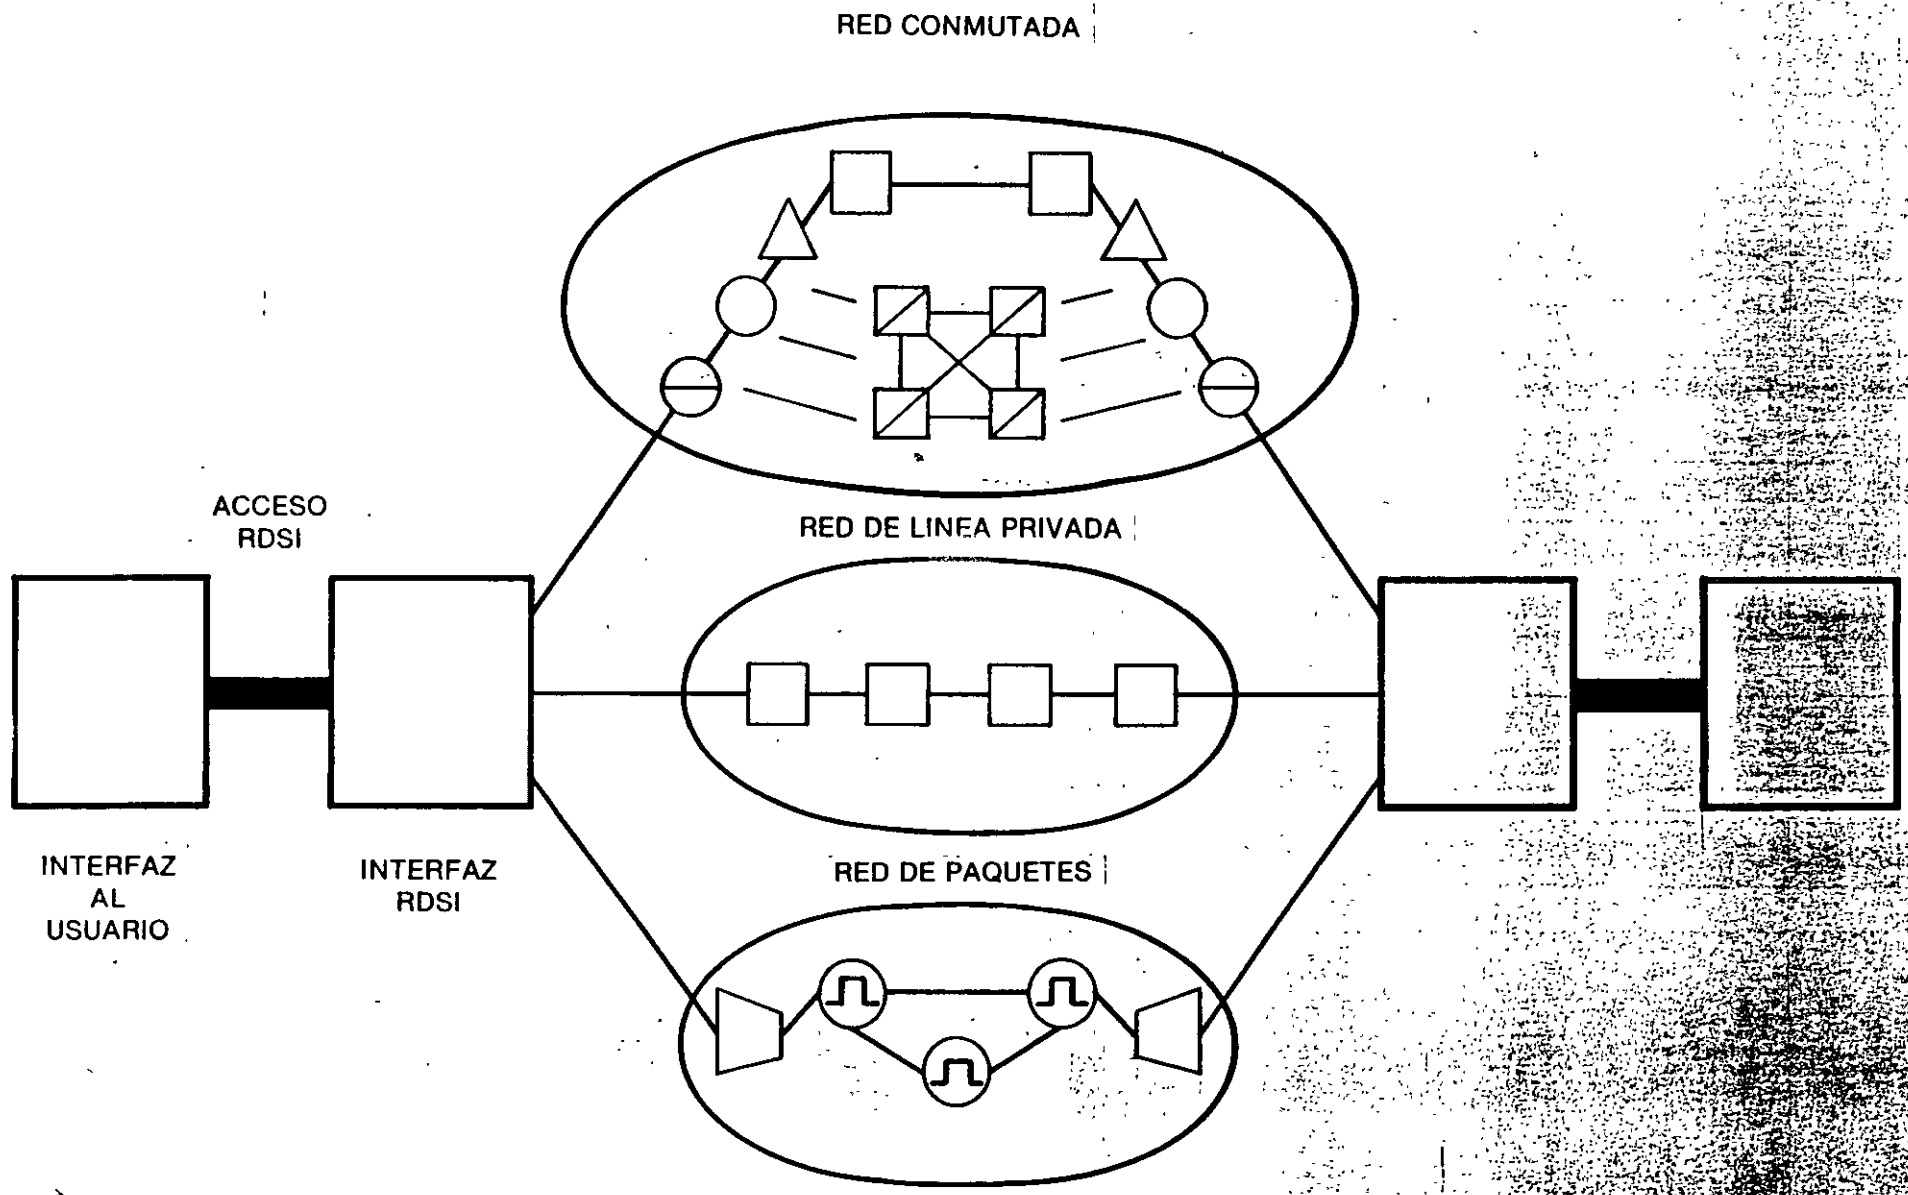 RED CONMUTADA
ACCESO
RDSI
RED DE LINEA PRIVADA
INTERFAZ
AL
USUARIO
INTERFAZ
RDSI
RED DE PAQUETES